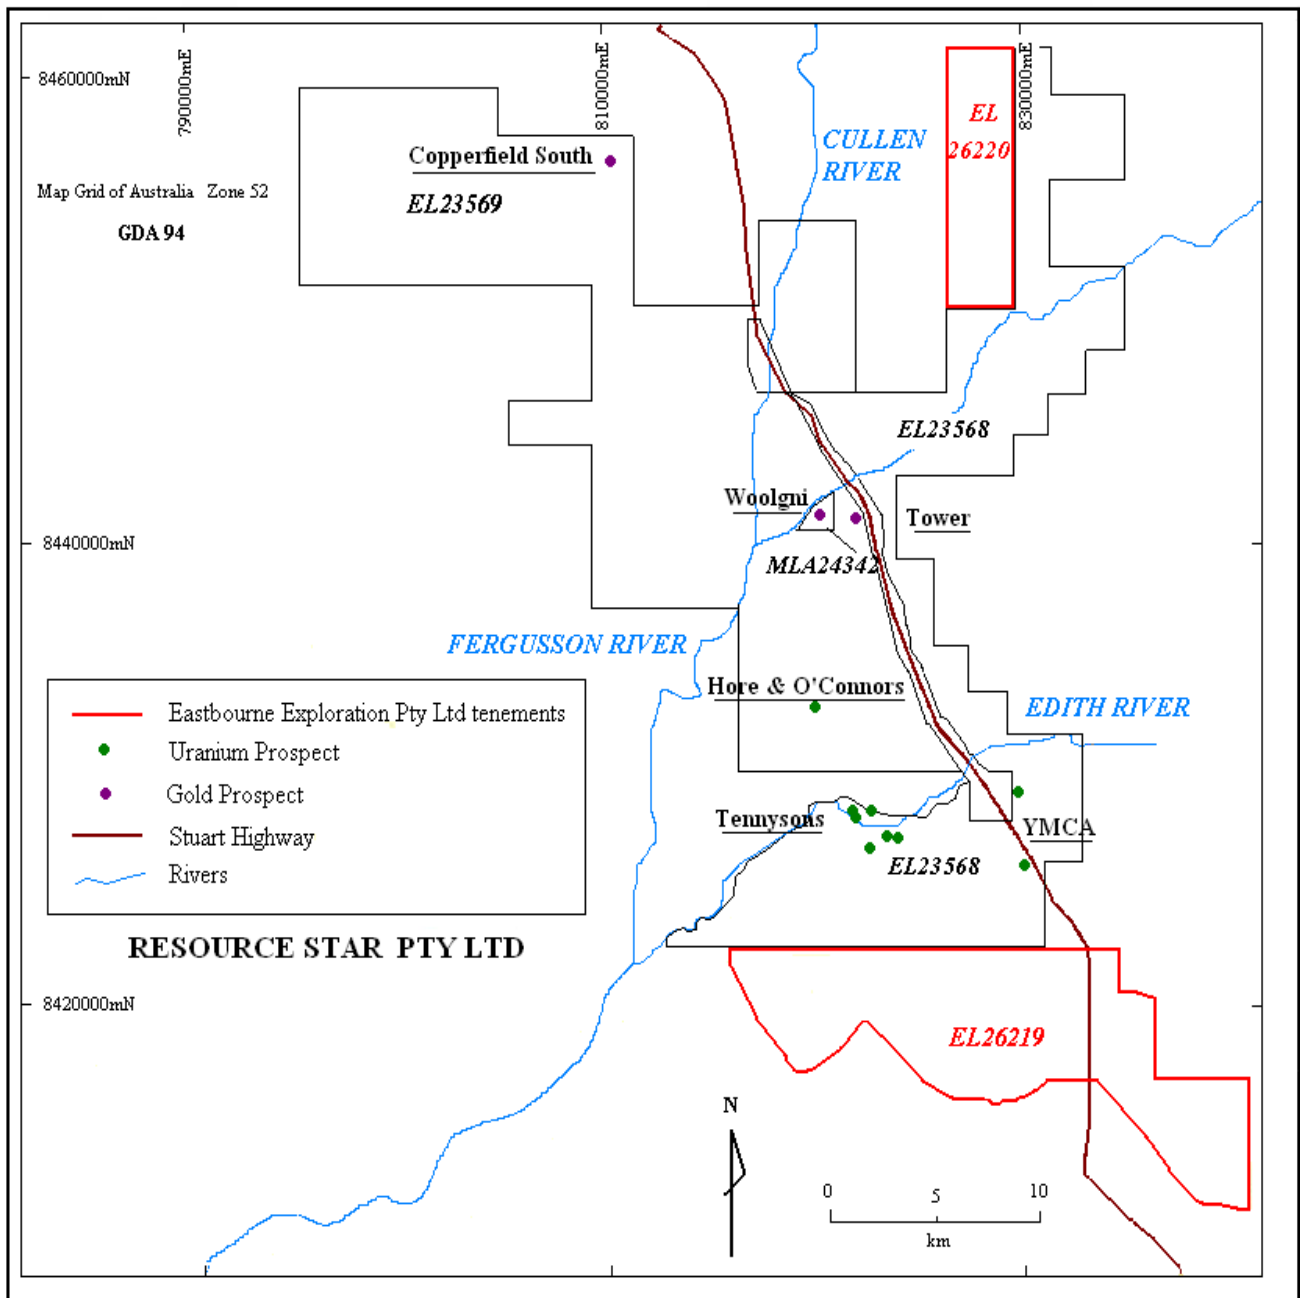 790000mE
810000mE
830000mE
8460000mN
CULLEN
RIVER
EL
26220
Copperfield South
Map Grid of Australia Zone 52
EL23569
GDA 94
EL23568
Woolgni
Tower
8440000mN
MLA24342
FERGUSSON RIVER
Hore & O'Connors
EDITH RIVER
Eastbourne Exploration Pty Ltd tenements
Uranium Prospect
Gold Prospect
Stuart Highway
Rivers
Tennysons
YMCA
EL23568
RESOURCE STAR PTY LTD
8420000mN
EL26219
N
0 5 10
km